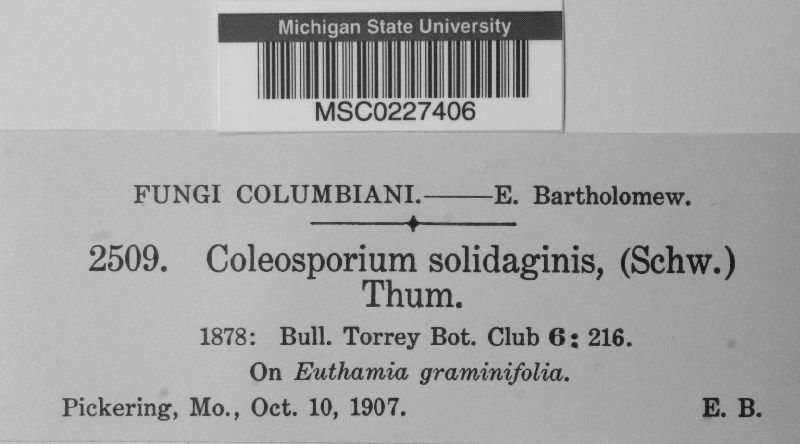 Michigan State University
MSC0227406
FUNGI COLUMBIANI.——E. Bartholomew.
2509. Coleosporium solidaginis, (Schw.)
Thum.
1878: Bull. Torrey Bot. Club 6: 216.
On Euthamia graminifolia.
Pickering, Mo., Oct. 10, 1907. E. B.